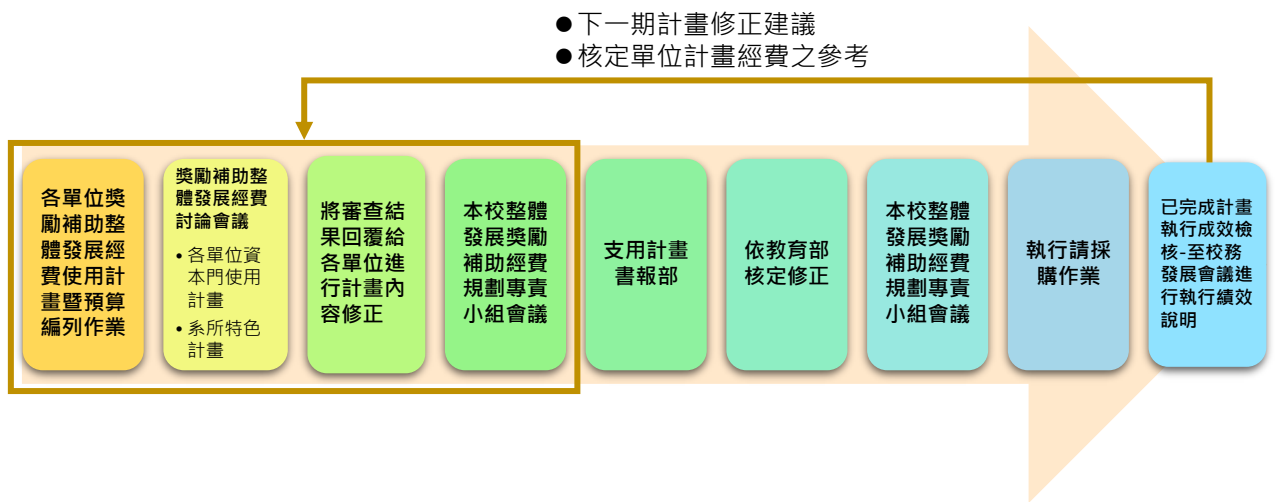 ●下一期計畫修正建議
●核定單位計畫經費之參考
各單位獎
勵補助整
體發展經
費使用計
畫暨預算
編列作業
獎勵補助整
體發展經費
討論會議
•各單位資
本門使用
計畫
•系所特色
計畫
將審查結
果回覆給
各單位進
行計畫內
容修正
本校整體
發展獎勵
補助經費
規劃專責
小組會議
支用計畫
書報部
依教育部
核定修正
本校整體
發展獎勵
補助經費
規劃專責
小組會議
執行請採
購作業
已完成計畫
執行成效檢
核-至校務
發展會議進
行執行績效
說明